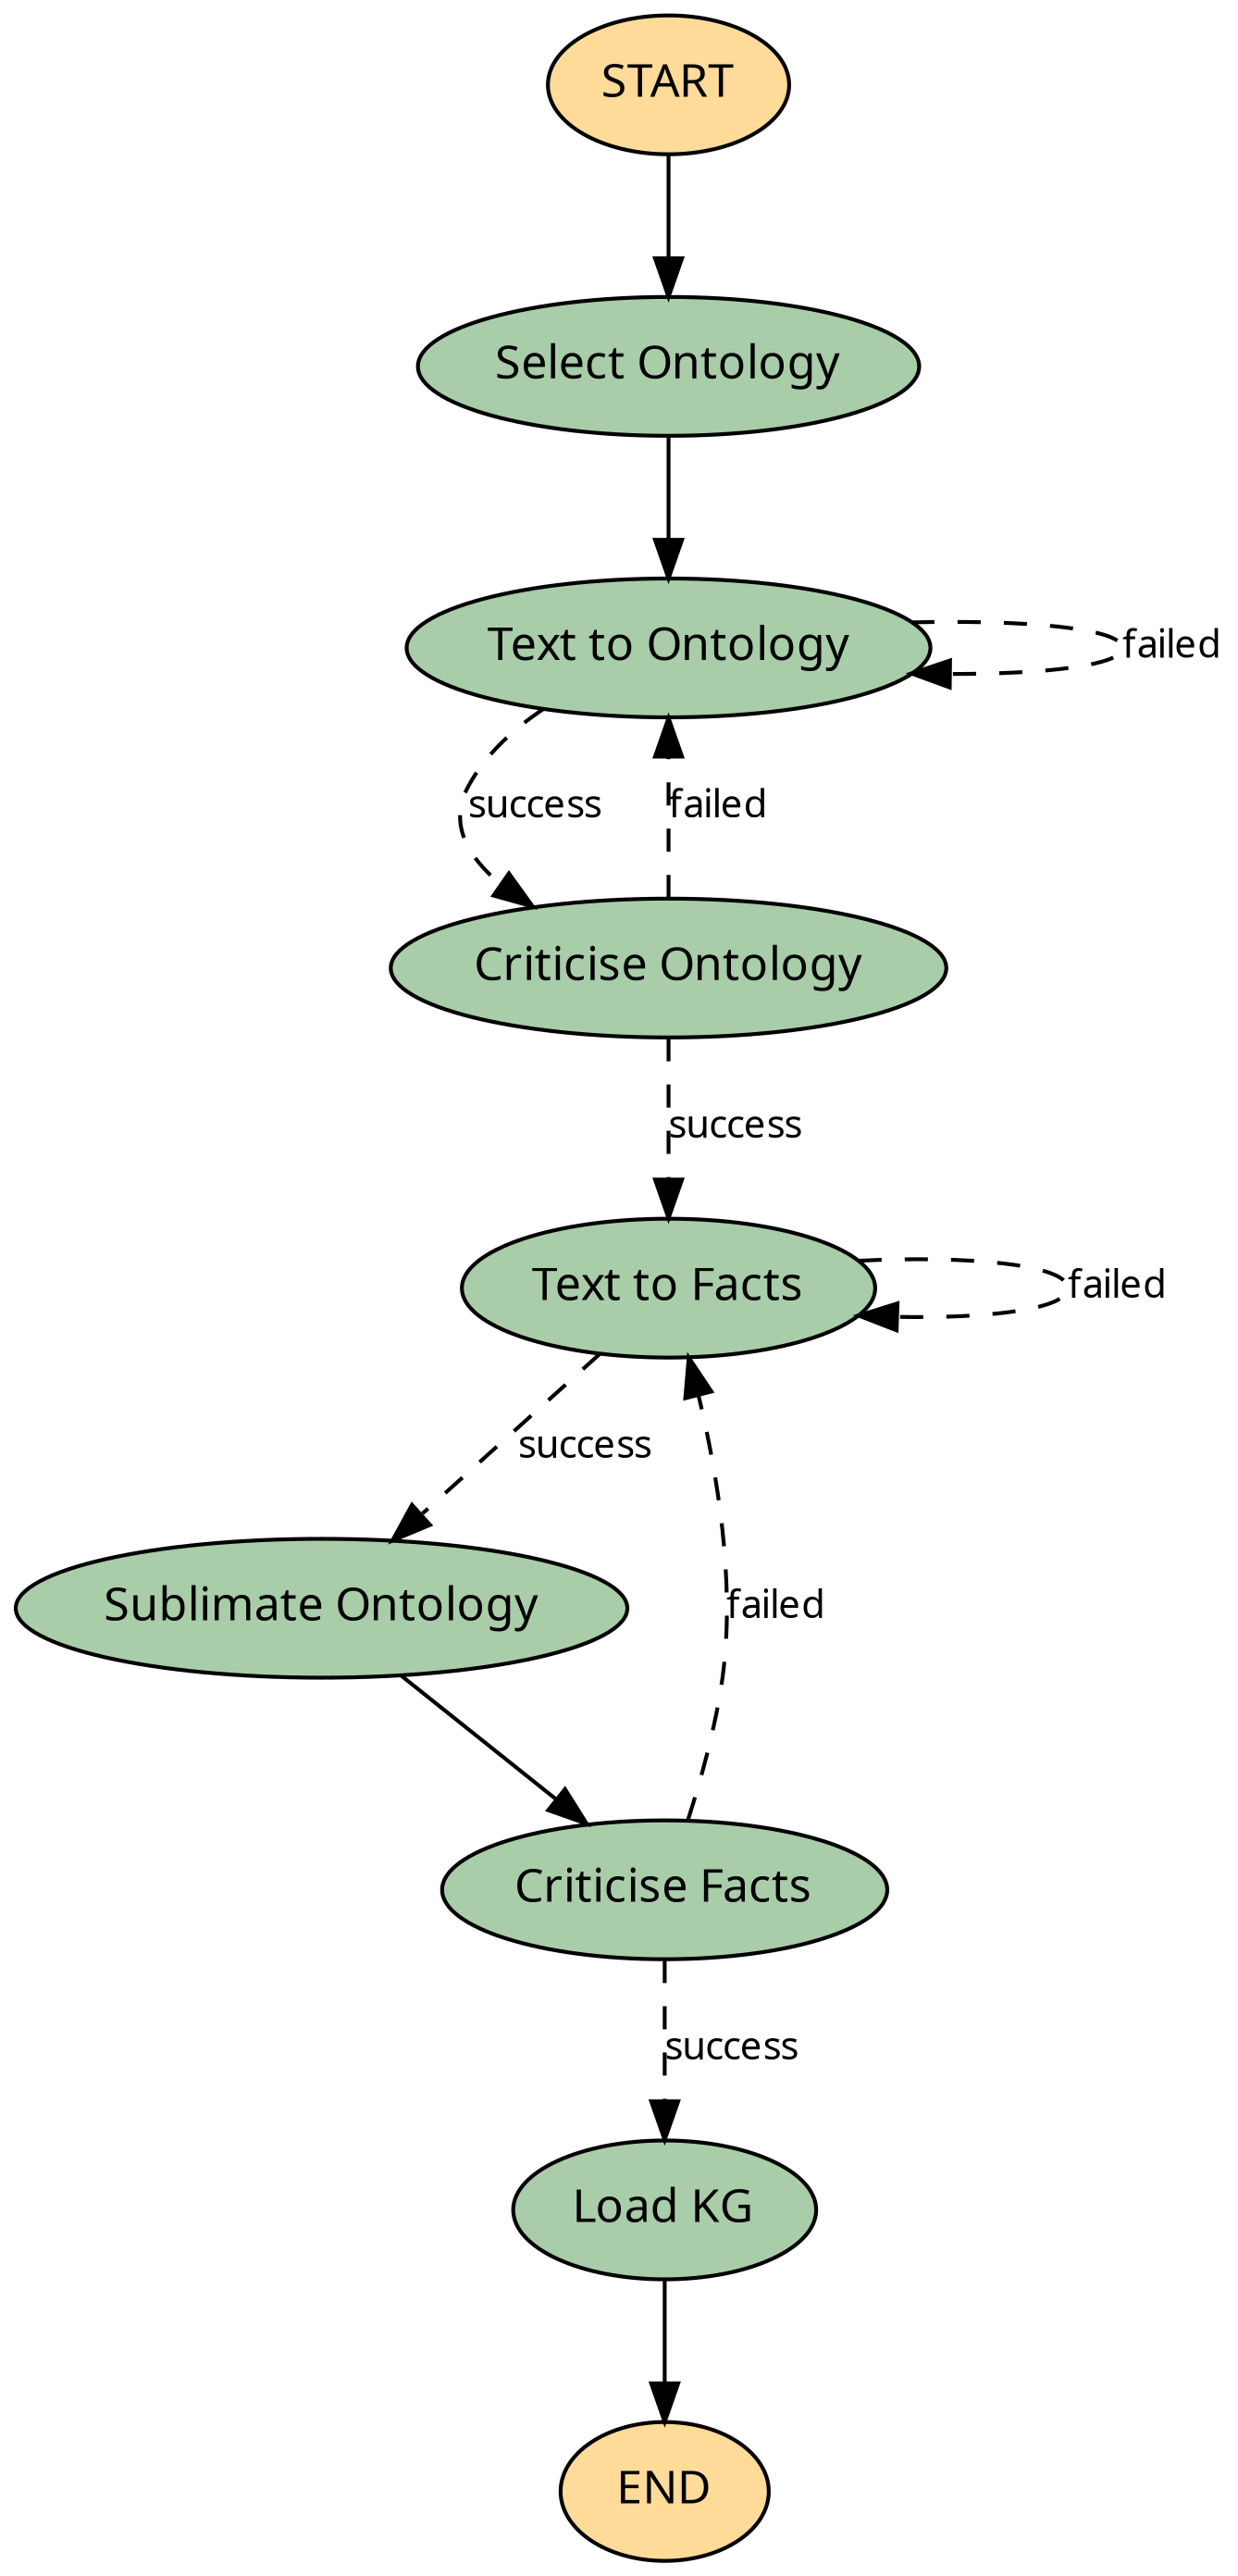 START
Select Ontology
Text to Ontology
failed
success
failed
Criticise Ontology
success
Text to Facts
failed
success
Sublimate Ontology
failed
Criticise Facts
success
Load KG
END